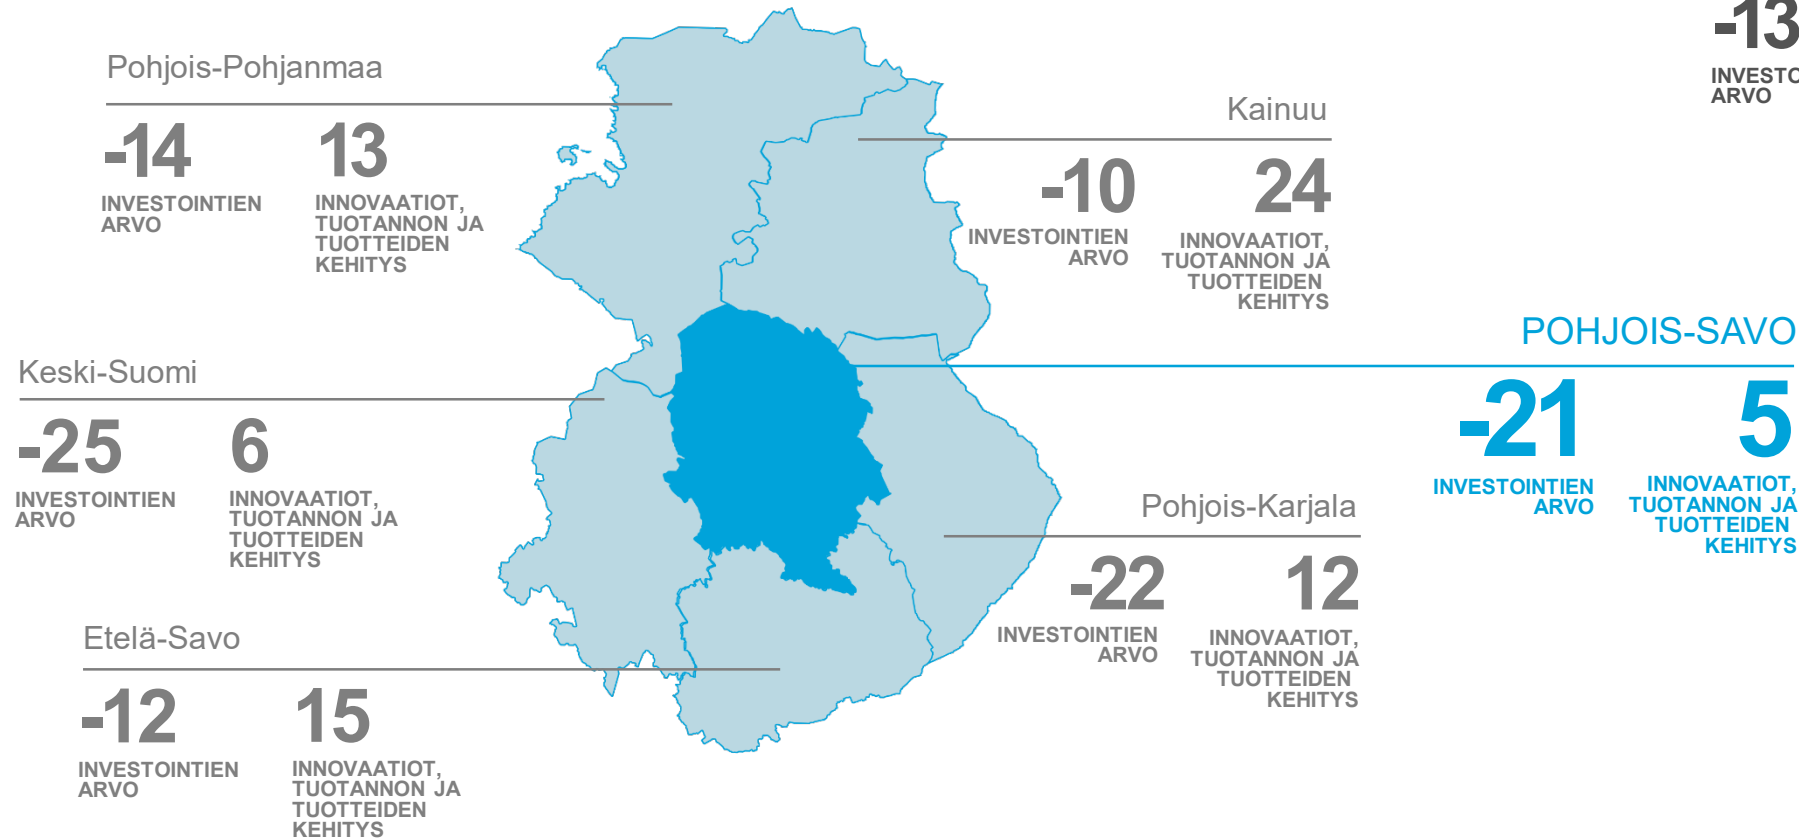 Pohjois-Pohjanmaa
-14
INVESTOINTIEN
ARVO
13
INNOVAATIOT,
TUOTANNON JA
TUOTTEIDEN
KEHITYS
Kainuu
-10
INVESTOINTIEN
ARVO
24
INNOVAATIOT,
TUOTANNON JA
TUOTTEIDEN
KEHITYS
-13
ARVO
Keski-Suomi
-25
INVESTOINTIEN
ARVO
6
INNOVAATIOT,
TUOTANNON JA
TUOTTEIDEN
KEHITYS
POHJOIS-SAVO
-21
INVESTOINTIEN
ARVO
5
INNOVAATIOT,
TUOTANNON JA
TUOTTEIDEN
KEHITYS
Pohjois-Karjala
-22
INVESTOINTIEN
ARVO
12
INNOVAATIOT,
TUOTANNON JA
TUOTTEIDEN
KEHITYS
Etelä-Savo
-12
INVESTOINTIEN
ARVO
15
INNOVAATIOT,
TUOTANNON JA
TUOTTEIDEN
KEHITYS